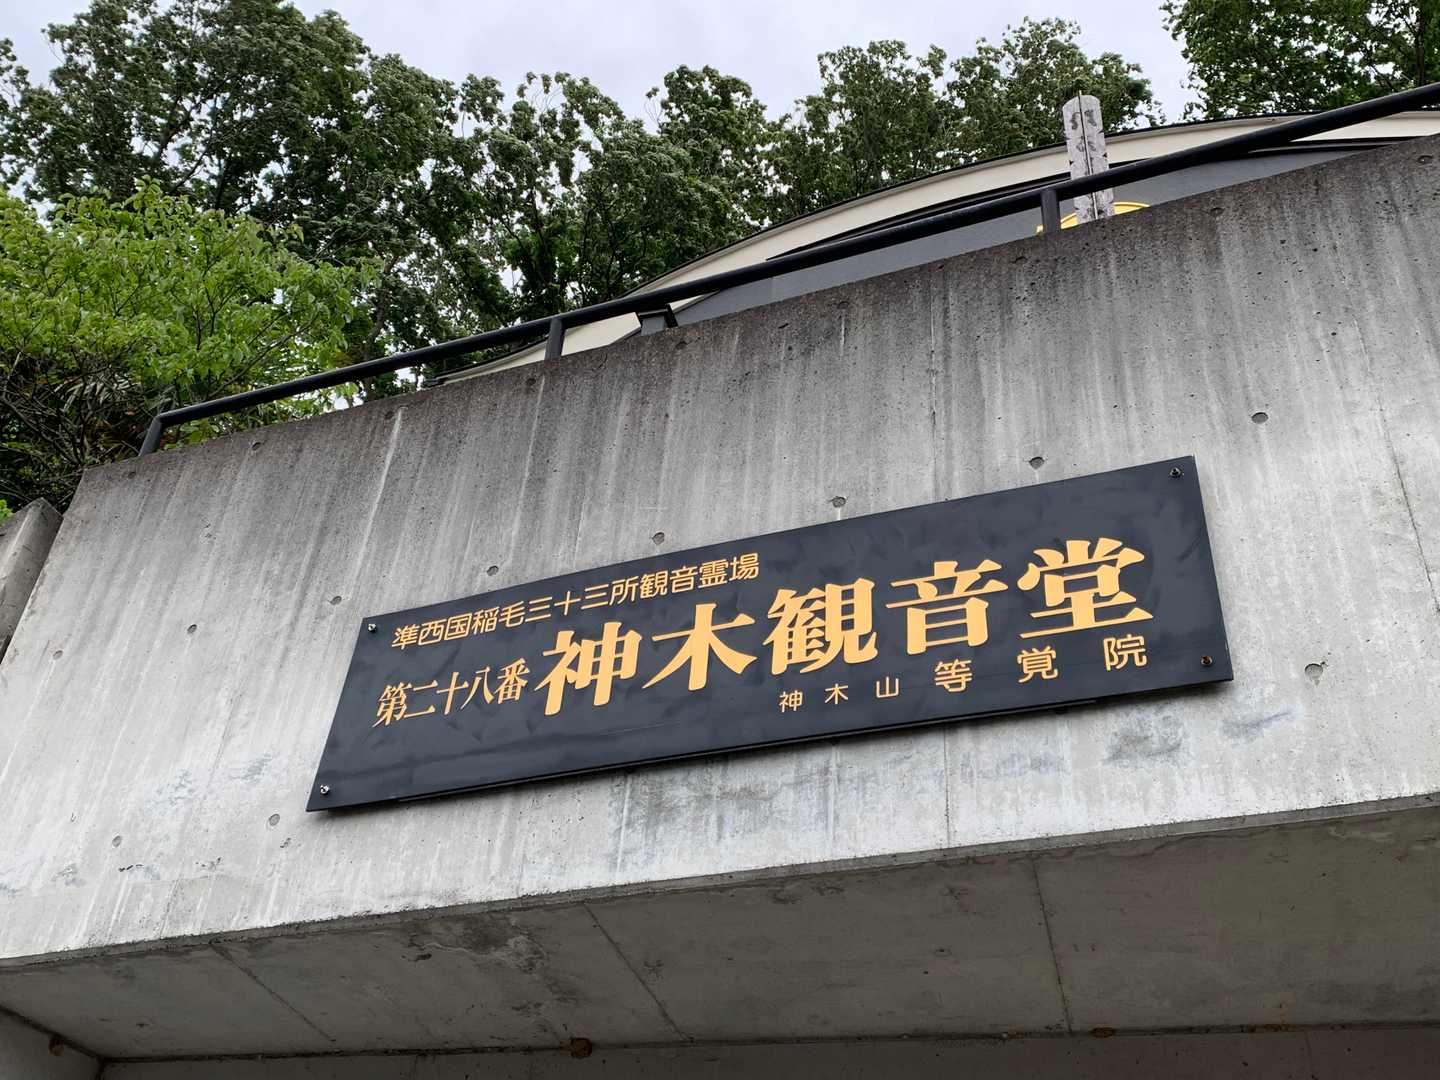 準西国稲毛三十三所観音霊場
第二十八番 神木観音堂
神木山 等覚院